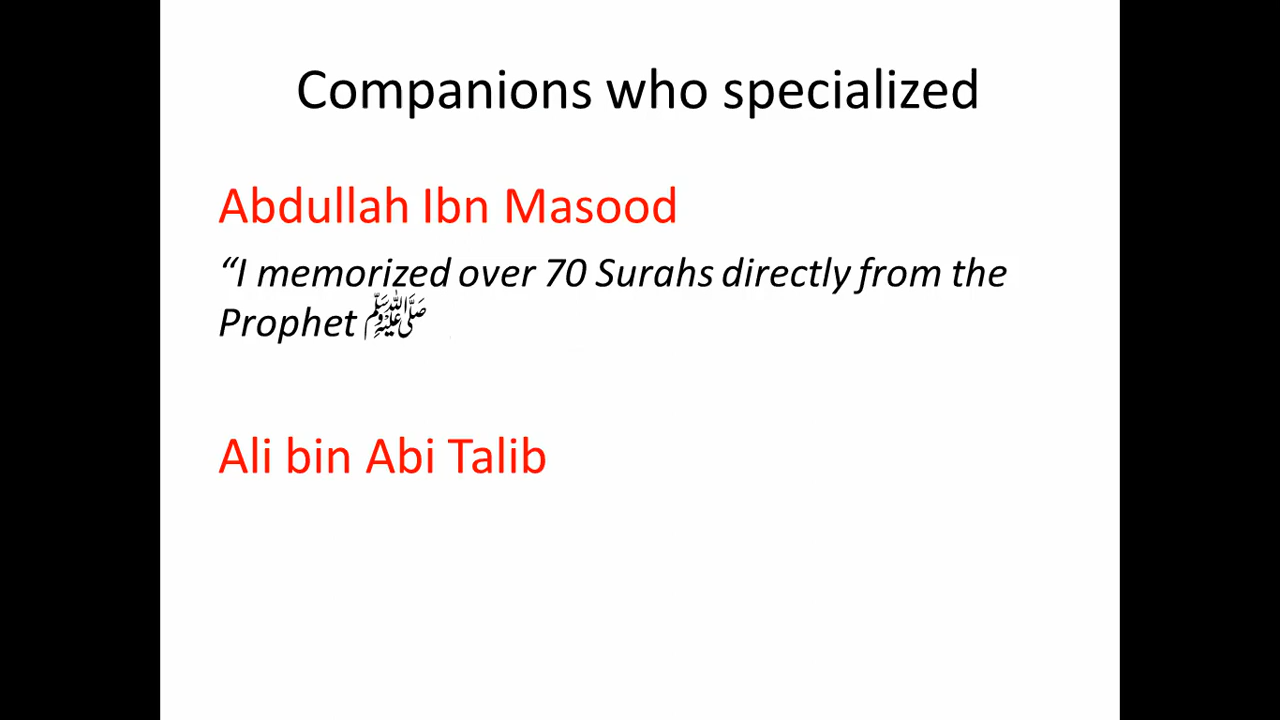 Companions who specialized
Abdullah Ibn Masood
“I memorized over 70 Surahs directly from the
Prophet ﷺ
Ali bin Abi Talib